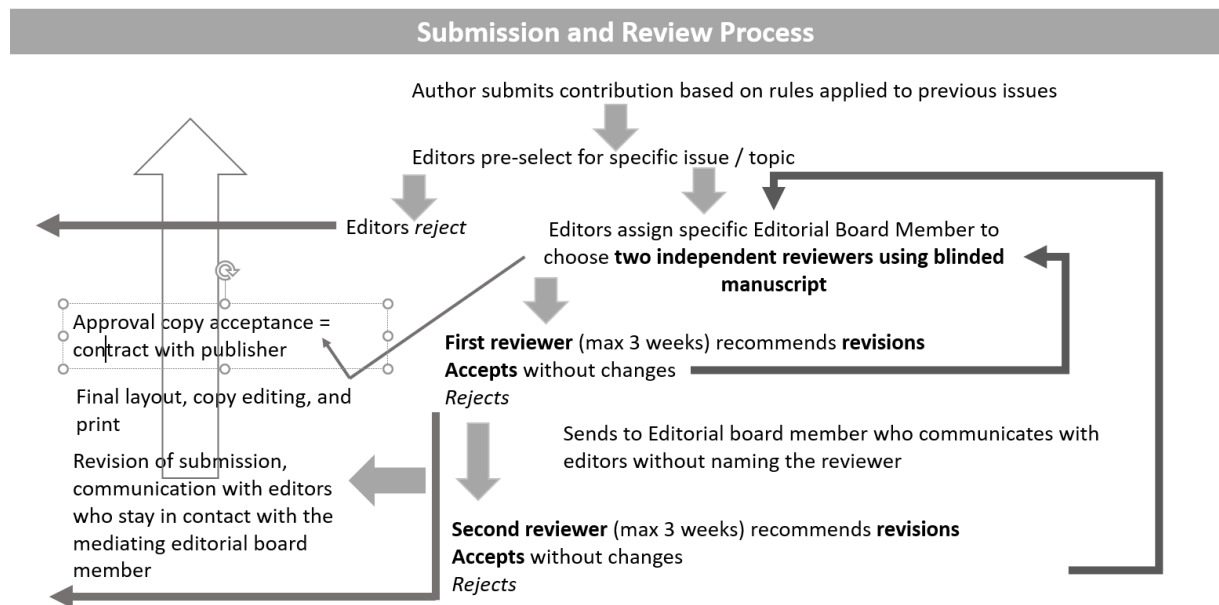 Submission and Review Process
Author submits contribution based on rules applied to previous issues
Editors pre-select for specific issue / topic
Editors reject
Editors assign specific Editorial Board Member to
choose two independent reviewers using blinded
manuscript
Approval copy acceptance =
contract with publisher
First reviewer (max 3 weeks) recommends revisions
Accepts without changes
Rejects
Final layout, copy editing, and
print
Sends to Editorial board member who communicates with
editors without naming the reviewer
Revision of submission,
communication with editors
who stay in contact with the
mediating editorial board
member
Second reviewer (max 3 weeks) recommends revisions
Accepts without changes
Rejects